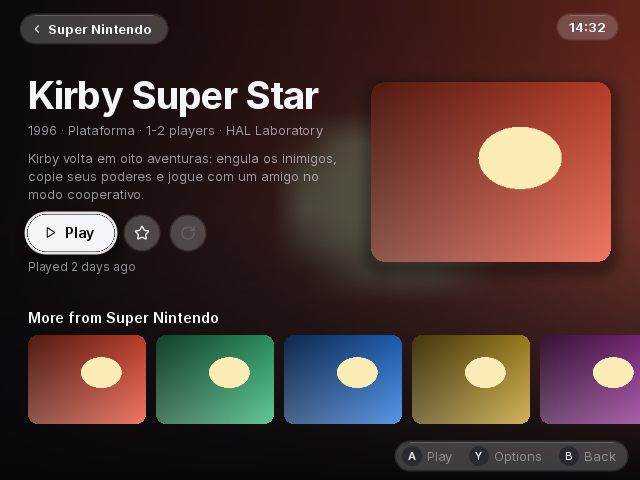 Super Nintendo
14:32
Kirby Super Star
1996 · Plataforma · 1-2 players · HAL Laboratory
Kirby volta em oito aventuras: engula os inimigos,
copie seus poderes e jogue com um amigo no
modo cooperativo.
Play
Played 2 days ago
More from Super Nintendo
A Play Y Options B Back